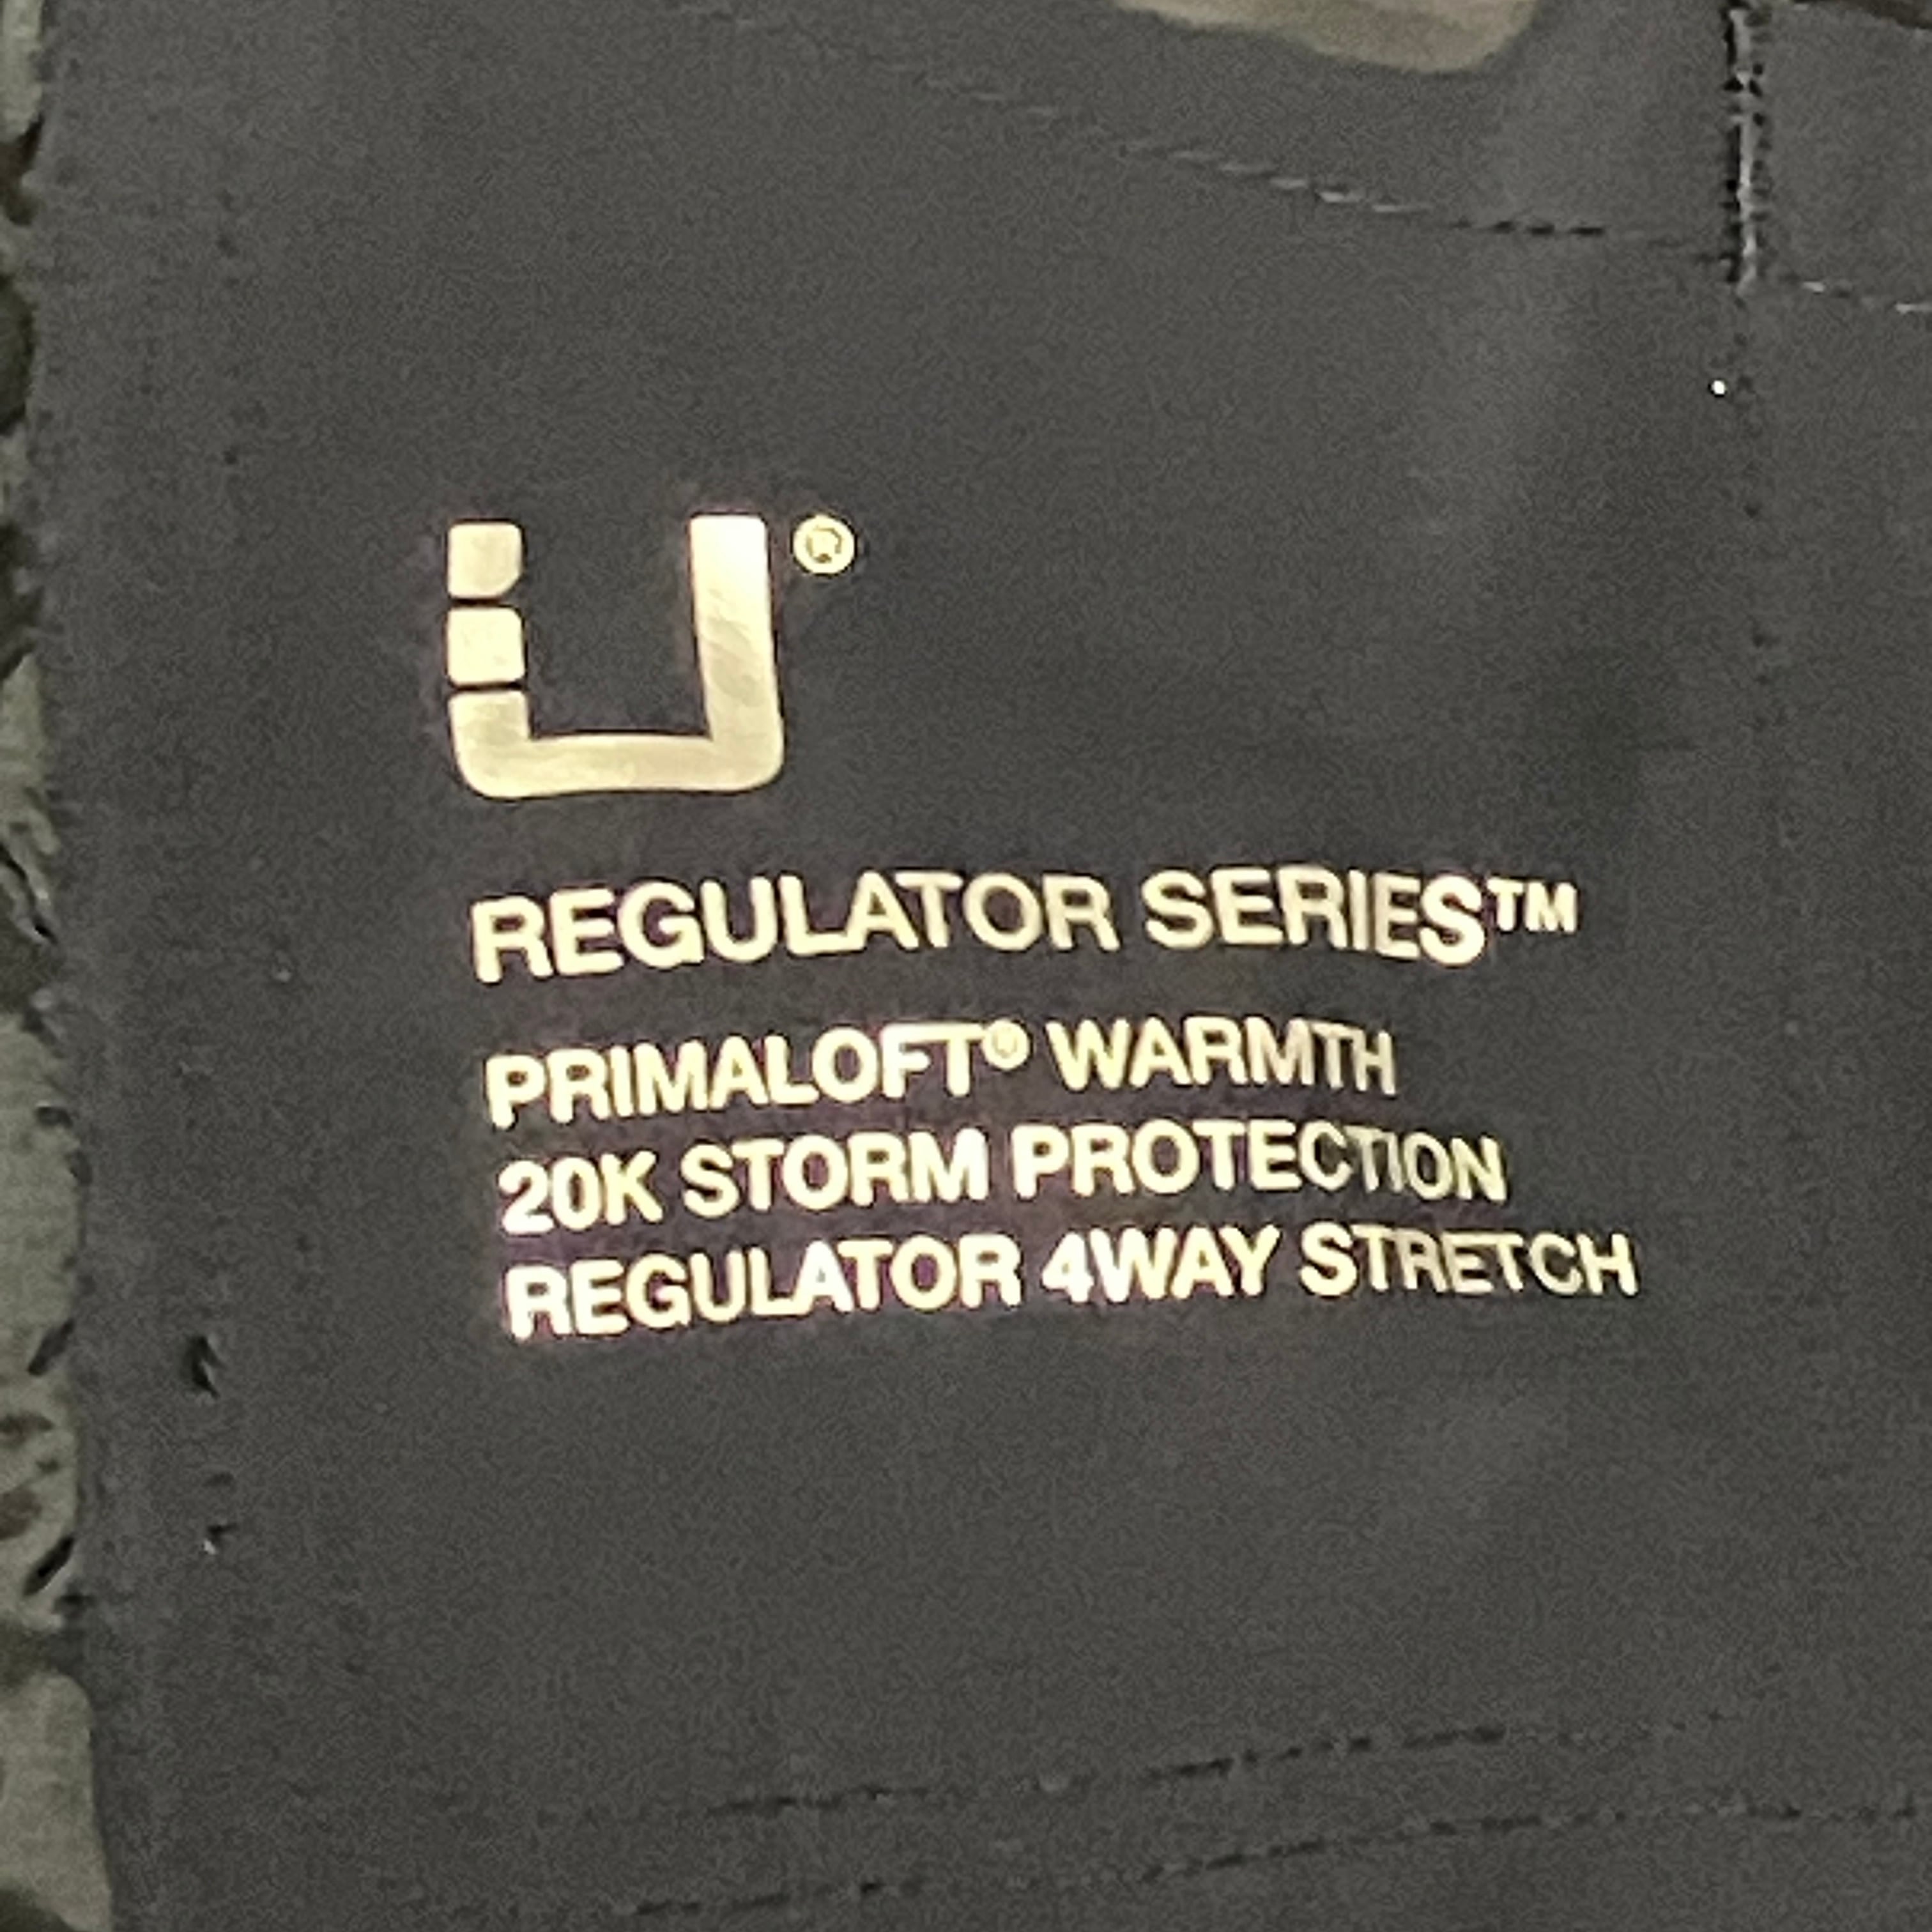 U®
REGULATOR SERIES™
PRIMALOFT® WARMTH
20K STORM PROTECTION
REGULATOR 4WAY STRETCH